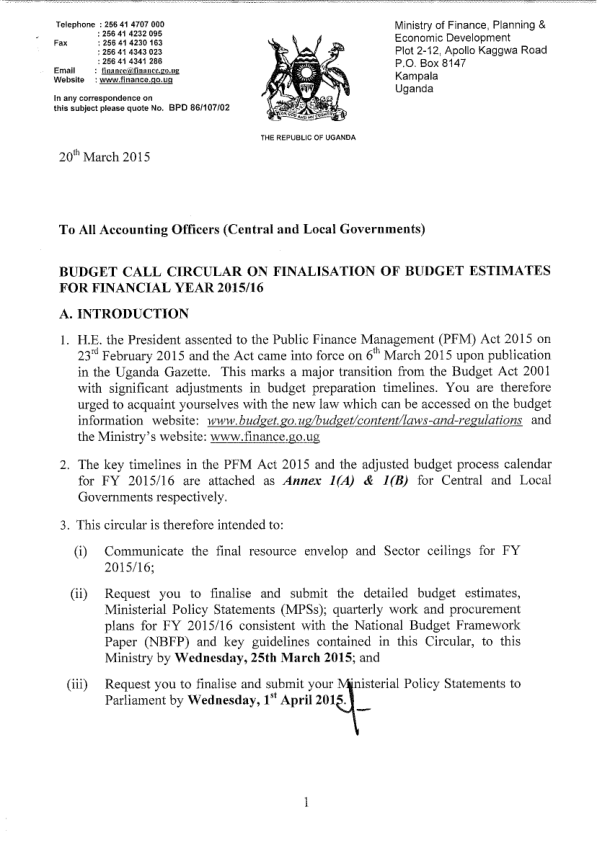 Telephone : 256 41 4707 000
: 256 41 4232 095
Fax : 256 41 4230 163
: 256 41 4343 023
: 256 41 4341 286
Email : finance@finance.go.ug
Website : www.finance.go.ug
In any correspondence on
this subject please quote No. BPD 86/107/02
THE REPUBLIC OF UGANDA
Ministry of Finance, Planning &
Economic Development
Plot 2-12, Apollo Kaggwa Road
P.O. Box 8147
Kampala
Uganda
20th March 2015
To All Accounting Officers (Central and Local Governments)
BUDGET CALL CIRCULAR ON FINALISATION OF BUDGET ESTIMATES
FOR FINANCIAL YEAR 2015/16
A. INTRODUCTION
1. H.E. the President assented to the Public Finance Management (PFM) Act 2015 on
23rd February 2015 and the Act came into force on 6th March 2015 upon publication
in the Uganda Gazette. This marks a major transition from the Budget Act 2001
with significant adjustments in budget preparation timelines. You are therefore
urged to acquaint yourselves with the new law which can be accessed on the budget
information website: www.budget.go.ug/budget/content/laws-and-regulations and
the Ministry's website: www.finance.go.ug
2. The key timelines in the PFM Act 2015 and the adjusted budget process calendar
for FY 2015/16 are attached as Annex 1(A) & 1(B) for Central and Local
Governments respectively.
3. This circular is therefore intended to:
(i) Communicate the final resource envelop and Sector ceilings for FY
2015/16;
(ii) Request you to finalise and submit the detailed budget estimates,
Ministerial Policy Statements (MPSs); quarterly work and procurement
plans for FY 2015/16 consistent with the National Budget Framework
Paper (NBFP) and key guidelines contained in this Circular, to this
Ministry by Wednesday, 25th March 2015; and
(iii) Request you to finalise and submit your Ministerial Policy Statements to
Parliament by Wednesday, 1st April 2015.
1